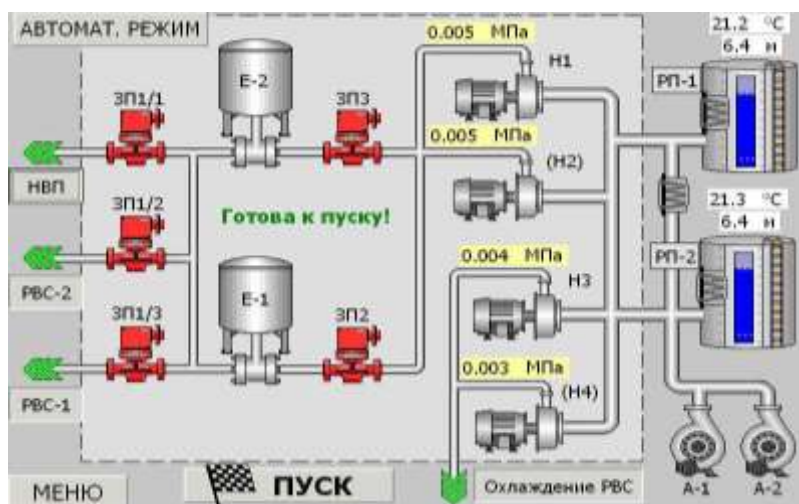 АВТОМАТ. РЕЖИМ
0.005 МПа
21.2 °C
6.4 м
Е-2
Н1
РП-1
ЗП1/1
ЗП3
0.005 МПа
НВП
(Н2)
ЗП1/2
Готова к пуску!
21.3 °C
6.4 м
0.004 МПа
РП-2
РВС-2
Е-1
Н3
ЗП1/3
ЗП2
0.003 МПа
(Н4)
РВС-1
МЕНЮ
ПУСК
Охлаждение РВС
А-1
А-2